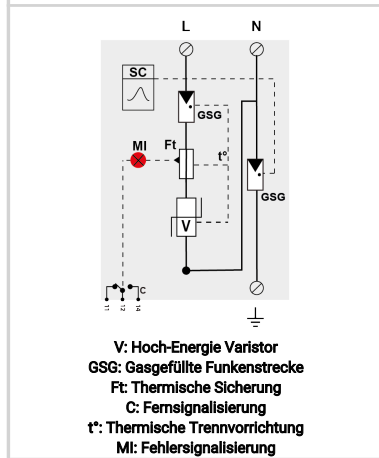 L N
SC
GSG
MI Ft t°
GSG
V
C
11 12 14
V: Hoch-Energie Varistor
GSG: Gasgefüllte Funkenstrecke
Ft: Thermische Sicherung
C: Fernsignalisierung
t°: Thermische Trennvorrichtung
MI: Fehlersignalisierung